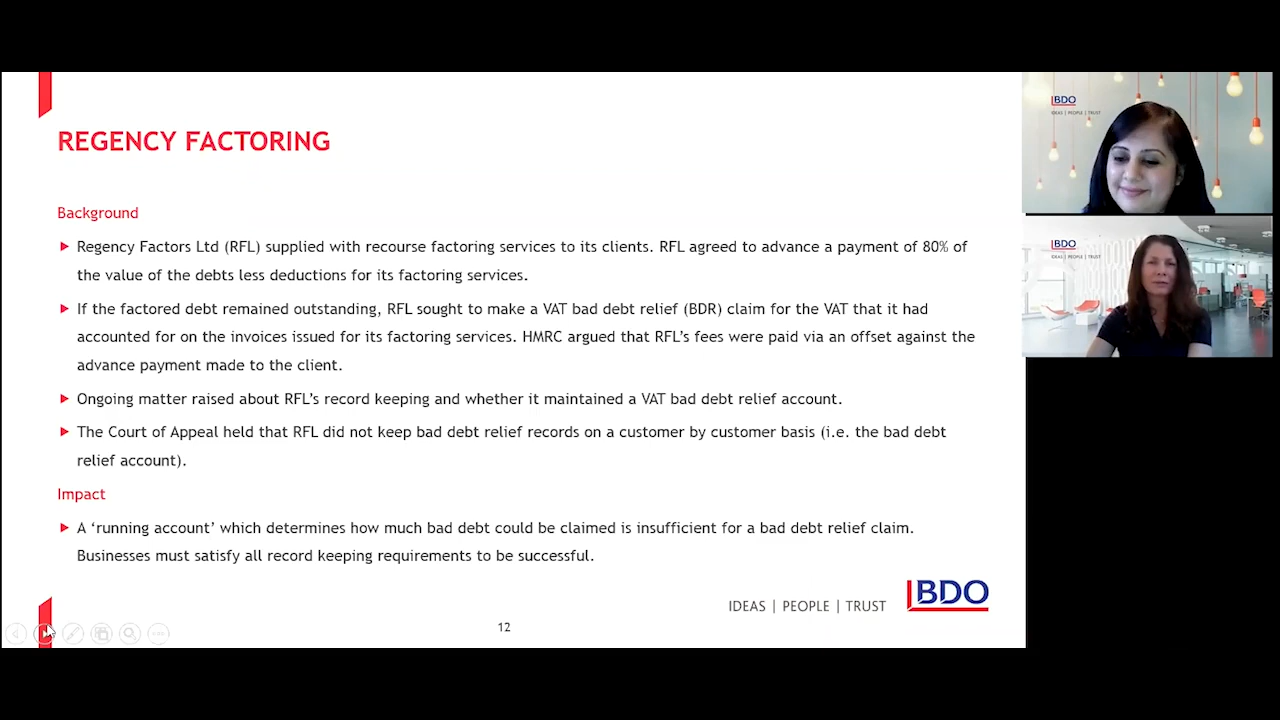 REGENCY FACTORING
Background
Regency Factors Ltd (RFL) supplied with recourse factoring services to its clients. RFL agreed to advance a payment of 80% of
the value of the debts less deductions for its factoring services.
If the factored debt remained outstanding, RFL sought to make a VAT bad debt relief (BDR) claim for the VAT that it had
accounted for on the invoices issued for its factoring services. HMRC argued that RFL’s fees were paid via an offset against the
advance payment made to the client.
Ongoing matter raised about RFL’s record keeping and whether it maintained a VAT bad debt relief account.
The Court of Appeal held that RFL did not keep bad debt relief records on a customer by customer basis (i.e. the bad debt
relief account).
Impact
A ‘running account’ which determines how much bad debt could be claimed is insufficient for a bad debt relief claim.
Businesses must satisfy all record keeping requirements to be successful.
IDEAS | PEOPLE | TRUST
BDO
12
BDO
IDEAS | PEOPLE | TRUST
BDO
IDEAS | PEOPLE | TRUST